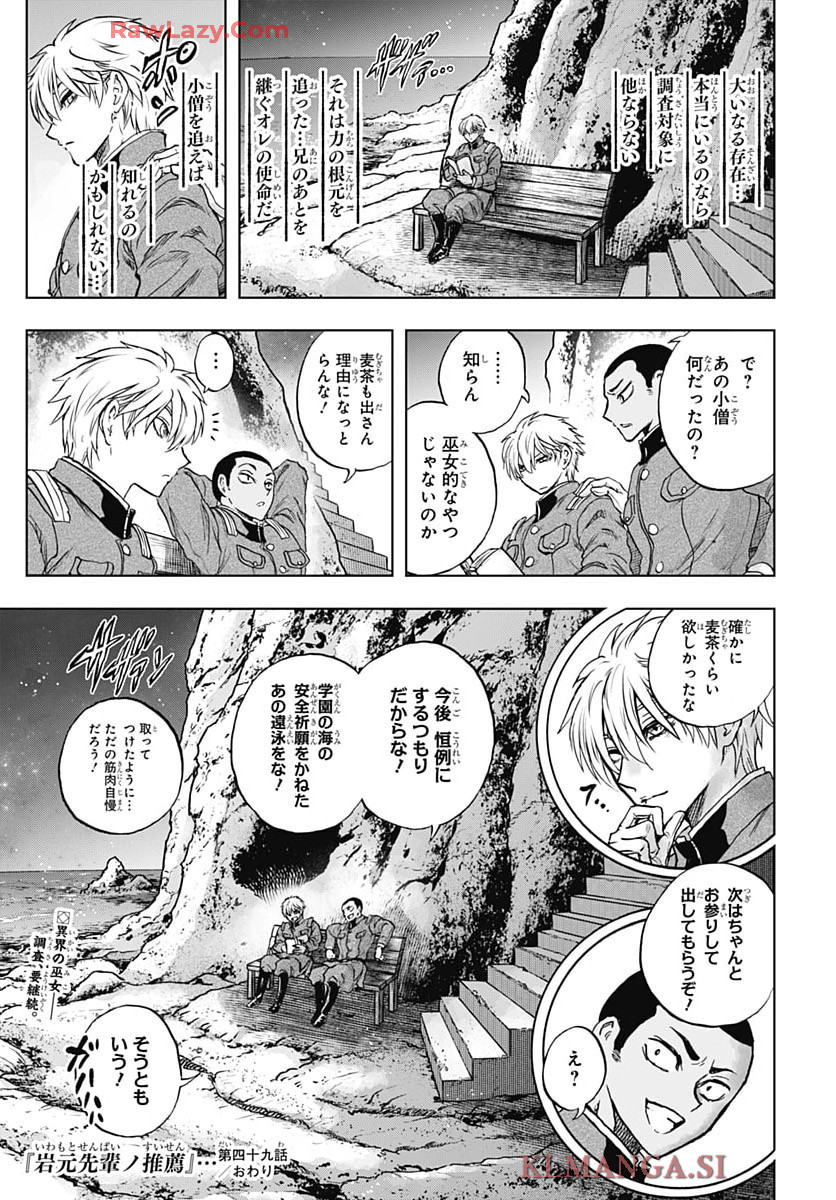 RawLazy.Com
大いなる存在…
本当にいるのなら
調査対象に
他ならない
ザザァ…
それは力の根元を
追った…兄のあとを
継ぐオレの使命だ
ポ
小僧を追えば
知れるの
かもしれない…
で？
あの小僧
何だったの？
……
知らん
巫女的なやつ
じゃないのか
麦茶も出さん
理由になっと
らんな！
…
確かに
麦茶くらい
欲しかったな
フ…
次はちゃんと
お参りして
出してもらうぞ！
え？
今後 恒例に
するつもり
だからな！
学園の海の
安全祈願をかねた
あの遠泳をな！
取って
つけたように…
ただの筋肉自慢
だろう！
そうとも
いう！
異界の巫女──
調査、要継続。
『岩元先輩ノ推薦』…第四十九話
おわり
KLMANGA.SI